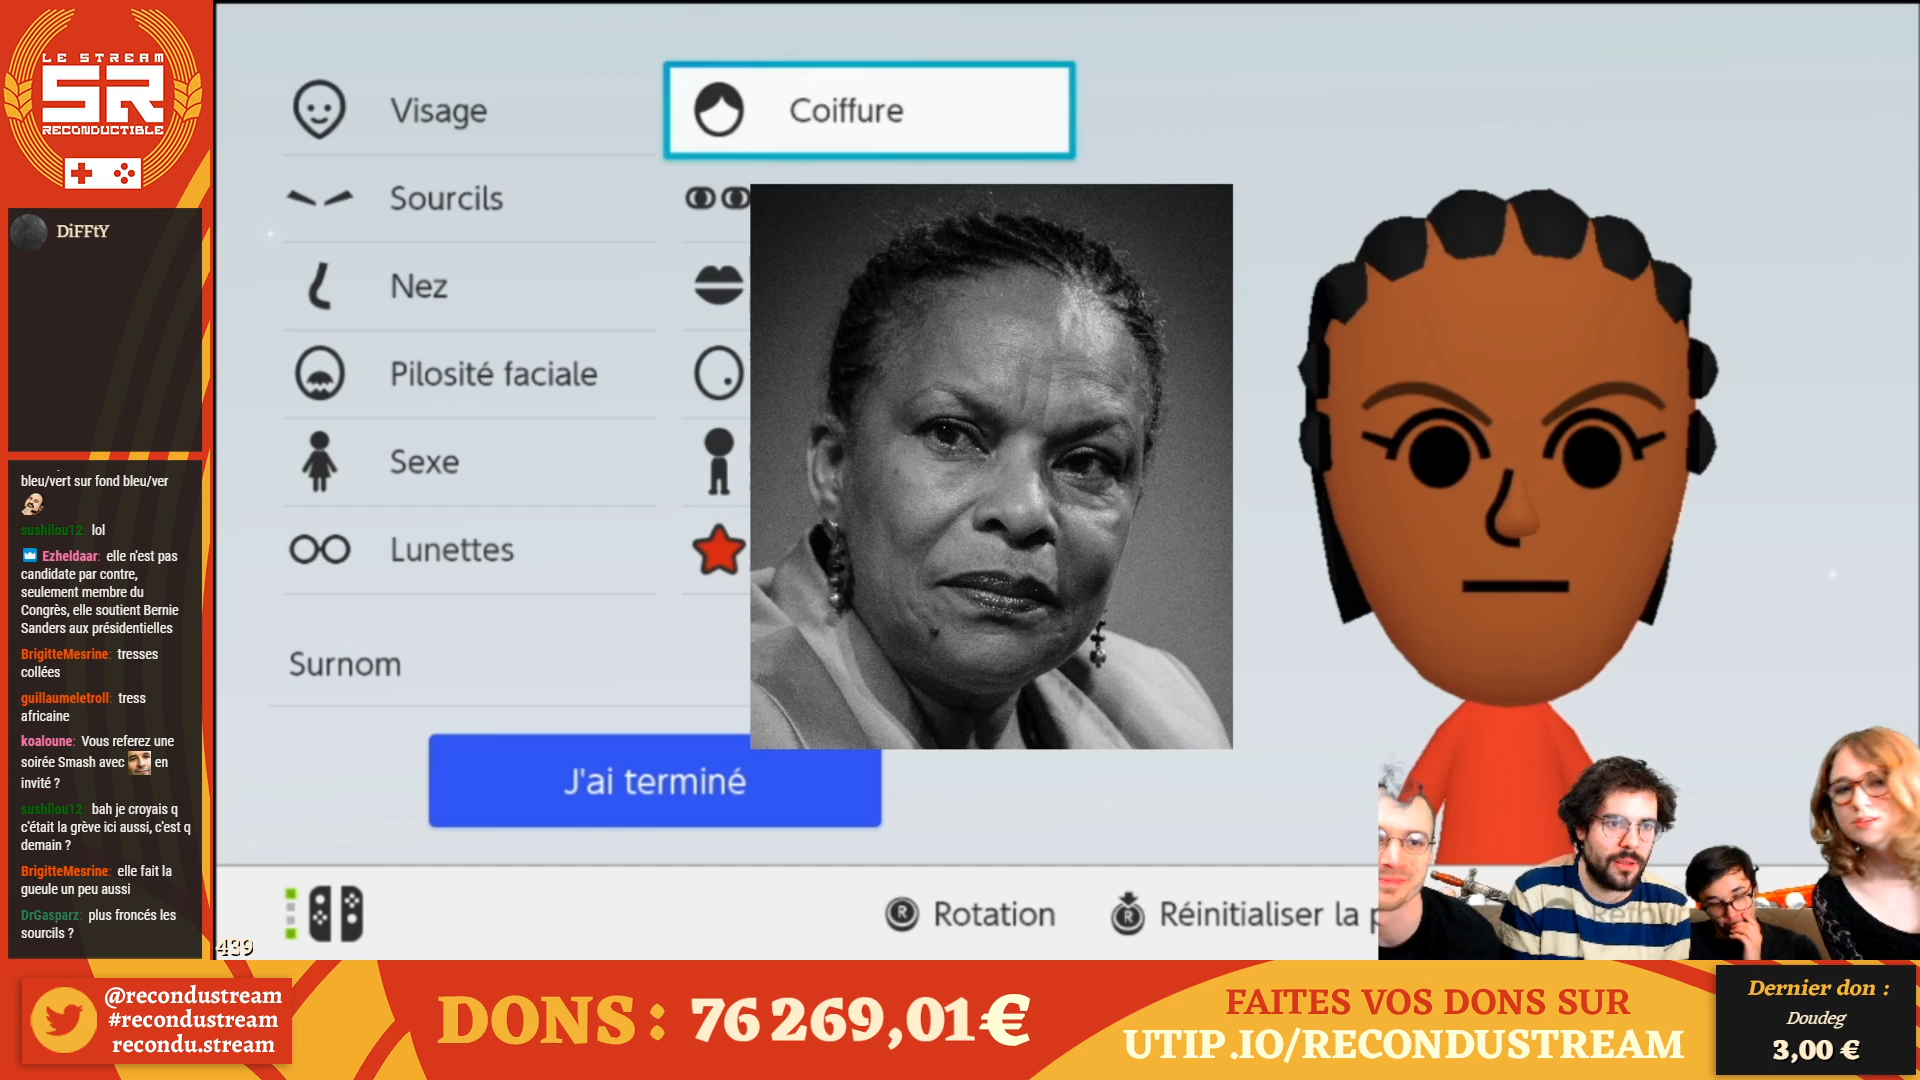 LE STREAM
SR
RECONDUCTIBLE
DiFFtY
bleu/vert sur fond bleu/ver
sushilou12: lol
Ezheldaar: elle n'est pas
candidate par contre,
seulement membre du
Congrès, elle soutient Bernie
Sanders aux présidentielles
BrigitteMesrine: tresses
collées
guillaumeletroll: tress
africaine
koaloune: Vous referez une
soirée Smash avec en
invité ?
sushilou12: bah je croyais q
c'était la grève ici aussi, c'est q
demain ?
BrigitteMesrine: elle fait la
gueule un peu aussi
DrGasparz: plus froncés les
sourcils ?
Visage
Coiffure
Sourcils
Nez
Pilosité faciale
Sexe
Lunettes
Surnom
J'ai terminé
R Rotation
R Réinitialiser la p
439
@recondustream
#recondustream
recondu.stream
DONS : 76 269,01€
FAITES VOS DONS SUR
UTIP.IO/RECONDUSTREAM
Dernier don :
Doudeg
3,00 €